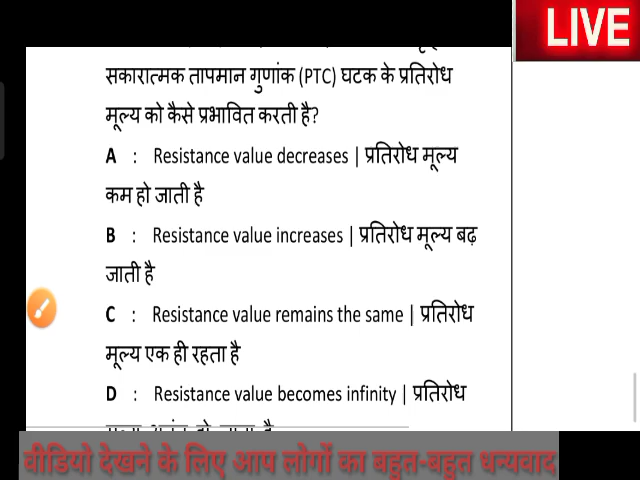 LIVE
सकारात्मक तापमान गुणांक (PTC) घटक के प्रतिरोध
मूल्य को कैसे प्रभावित करती है?
A : Resistance value decreases | प्रतिरोध मूल्य
कम हो जाती है
B : Resistance value increases | प्रतिरोध मूल्य बढ़
जाती है
C : Resistance value remains the same | प्रतिरोध
मूल्य एक ही रहता है
D : Resistance value becomes infinity | प्रतिरोध
वीडियो देखने के लिए आप लोगों का बहुत-बहुत धन्यवाद